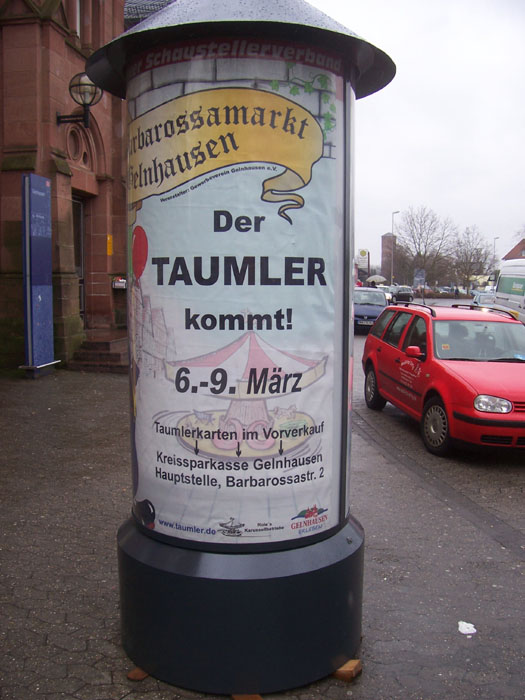 Schaustellerverband
Barbarossamarkt
Gelnhausen
Veranstalter: Gewerbeverein Gelnhausen e.V.
Der
TAUMLER
kommt!
6.-9. März
Taumlerkarten im Vorverkauf
Kreissparkasse Gelnhausen
Hauptstelle, Barbarossastr. 2
www.taumler.de
GELNHAUSEN